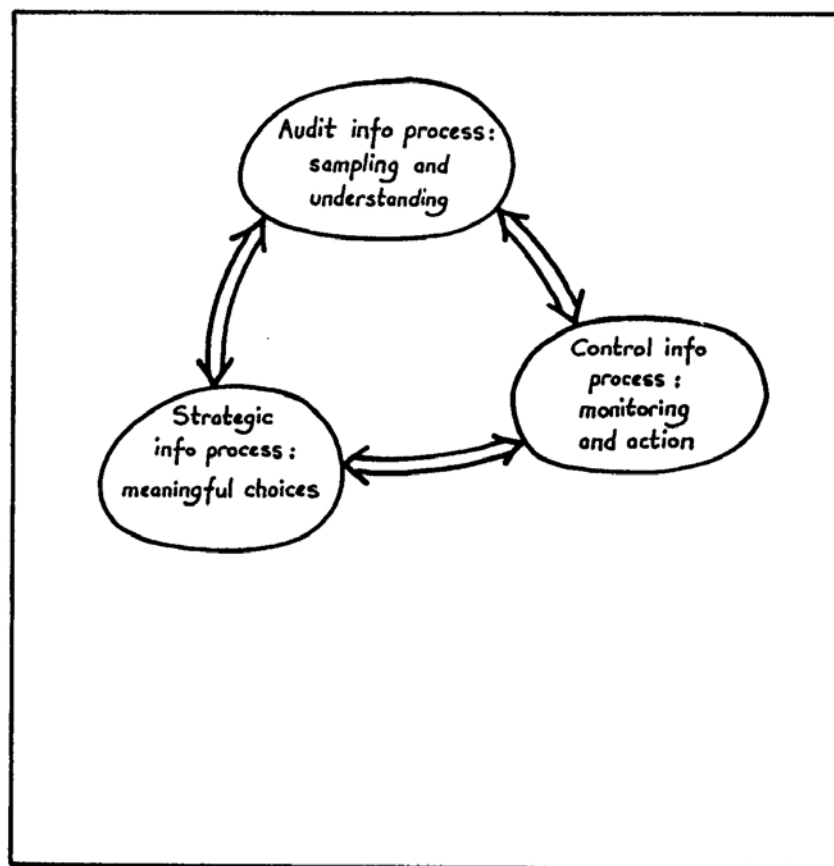 Audit info process:
sampling and
understanding
Control info
process:
monitoring
and action
Strategic
info process:
meaningful choices